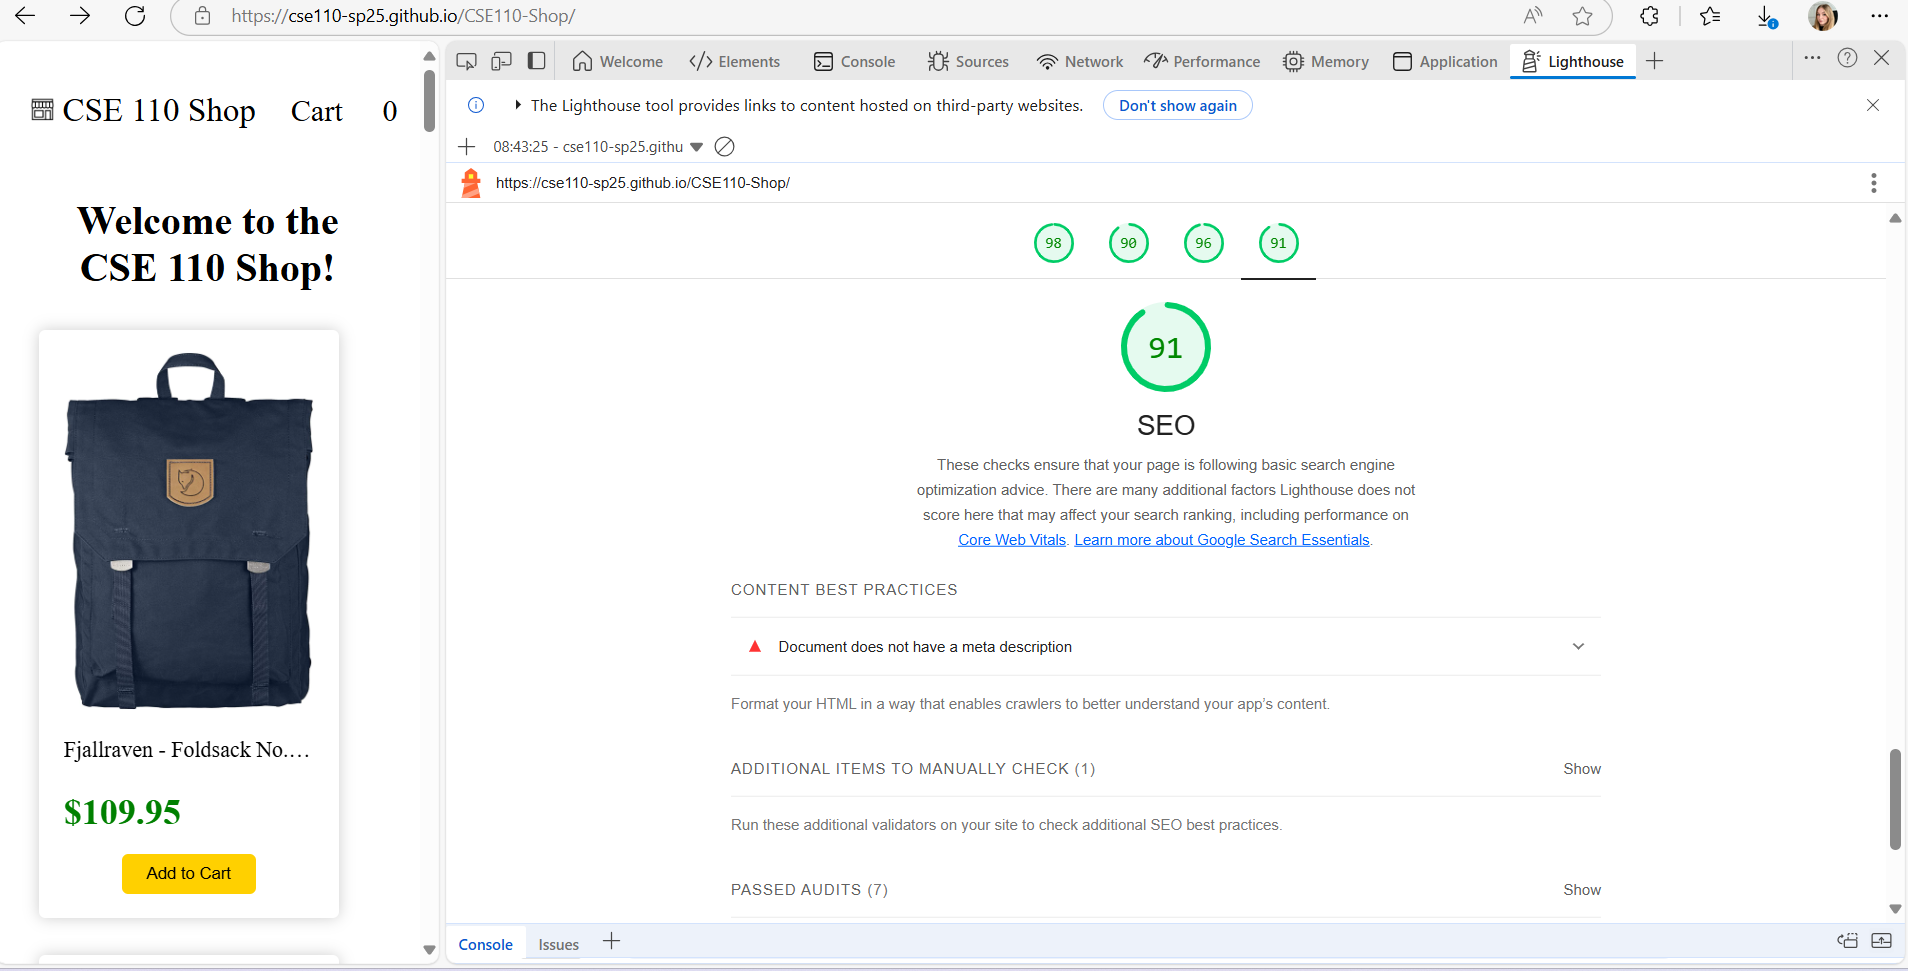 https://cse110-sp25.github.io/CSE110-Shop/
CSE 110 Shop Cart 0
Welcome to the
CSE 110 Shop!
Fjallraven - Foldsack No.…
$109.95
Add to Cart
Welcome Elements Console Sources Network Performance Memory Application Lighthouse
The Lighthouse tool provides links to content hosted on third-party websites. Don't show again
08:43:25 - cse110-sp25.githu
https://cse110-sp25.github.io/CSE110-Shop/
98 90 96 91
91
SEO
These checks ensure that your page is following basic search engine
optimization advice. There are many additional factors Lighthouse does not
score here that may affect your search ranking, including performance on
Core Web Vitals. Learn more about Google Search Essentials.
CONTENT BEST PRACTICES
Document does not have a meta description
Format your HTML in a way that enables crawlers to better understand your app’s content.
ADDITIONAL ITEMS TO MANUALLY CHECK (1) Show
Run these additional validators on your site to check additional SEO best practices.
PASSED AUDITS (7) Show
Console Issues